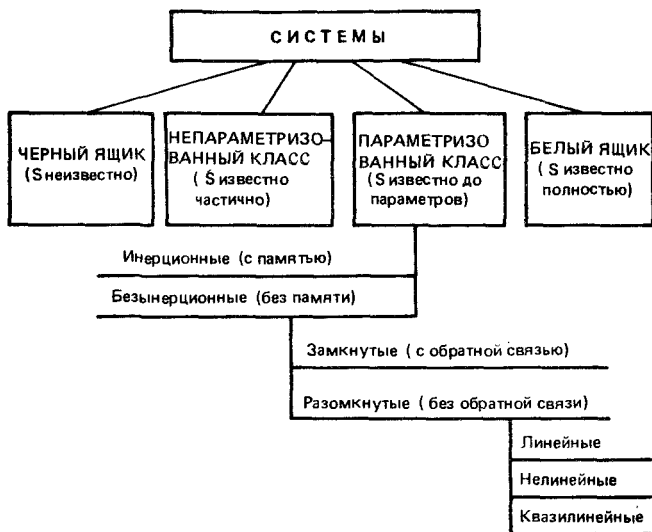 СИСТЕМЫ
ЧЕРНЫЙ ЯЩИК
(S неизвестно)
НЕПАРАМЕТРИЗО-
ВАННЫЙ КЛАСС
(S известно
частично)
ПАРАМЕТРИЗО
ВАННЫЙ КЛАСС
(S известно до
параметров)
БЕЛЫЙ ЯЩИК
(S известно
полностью)
Инерционные (с памятью)
Безынерционные (без памяти)
Замкнутые (с обратной связью)
Разомкнутые (без обратной связи)
Линейные
Нелинейные
Квазилинейные